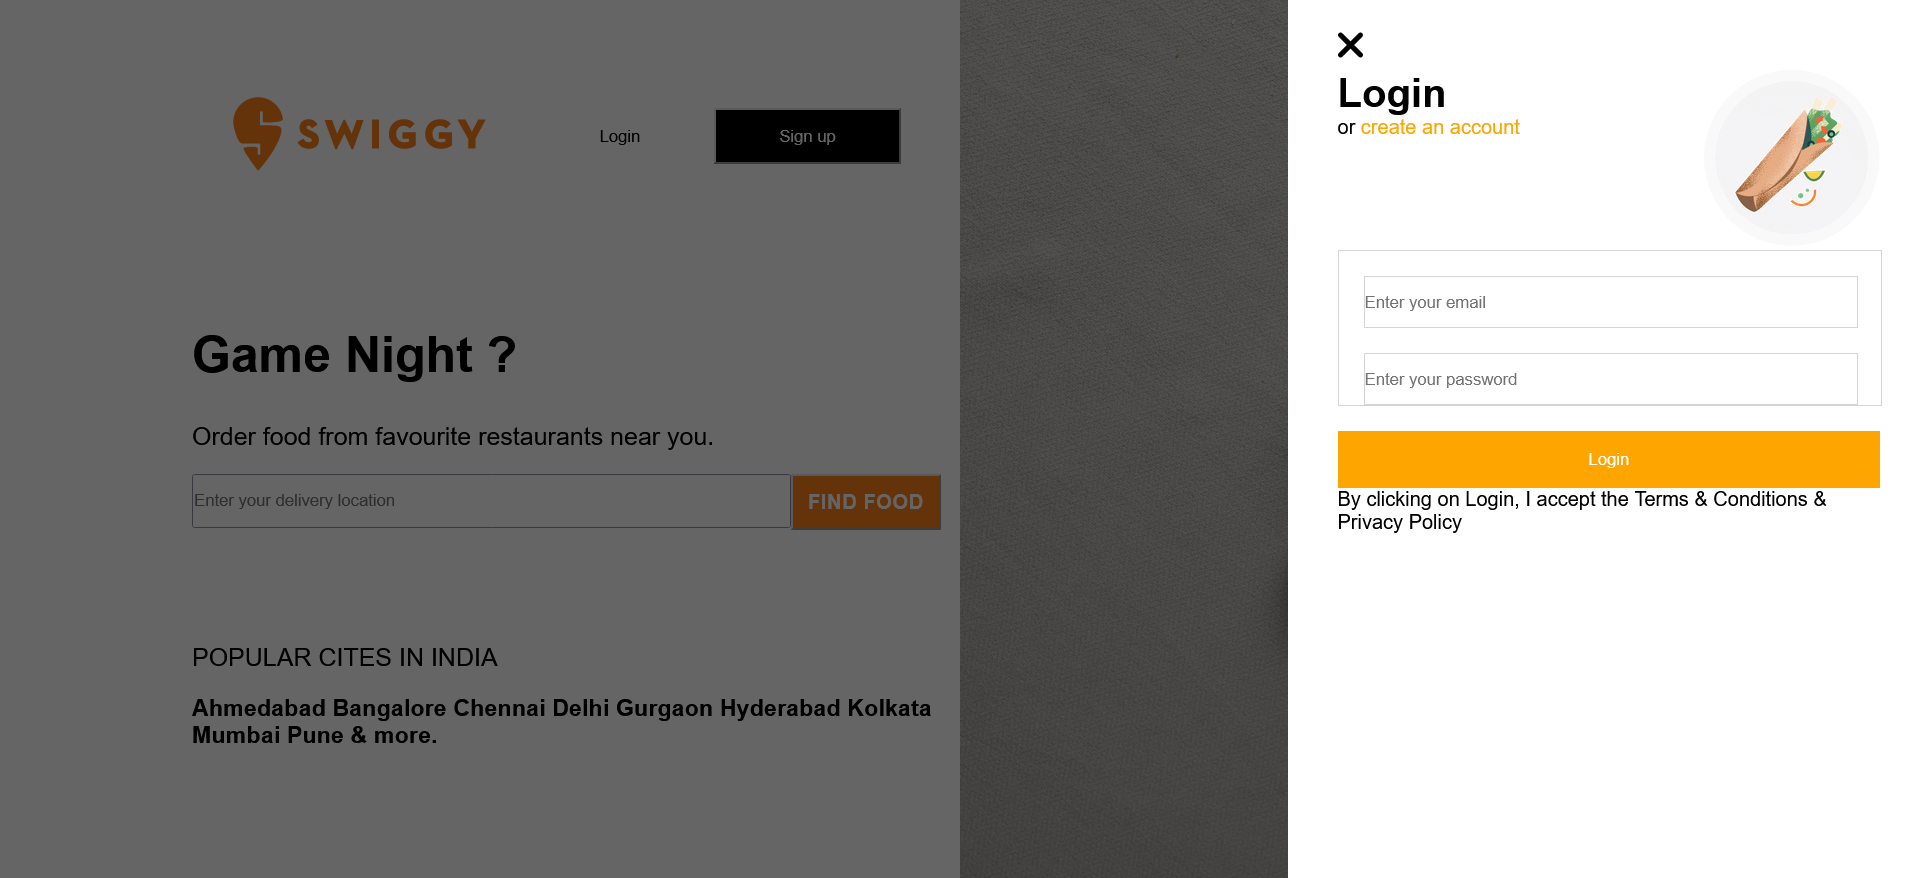 SWIGGY
Login
Sign up
Game Night ?
Order food from favourite restaurants near you.
Enter your delivery location
FIND FOOD
POPULAR CITES IN INDIA
Ahmedabad Bangalore Chennai Delhi Gurgaon Hyderabad Kolkata
Mumbai Pune & more.
Login
or create an account
Enter your email
Enter your password
Login
By clicking on Login, I accept the Terms & Conditions &
Privacy Policy